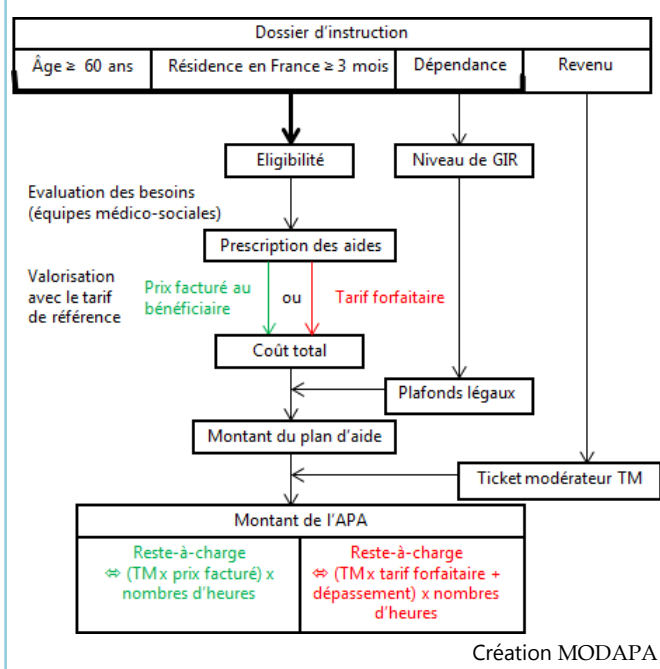 Dossier d'instruction
Âge ≥ 60 ans
Résidence en France ≥ 3 mois
Dépendance
Revenu
Eligibilité
Niveau de GIR
Evaluation des besoins
(équipes médico-sociales)
Prescription des aides
Valorisation
avec le tarif
de référence
Prix facturé au
bénéficiaire
ou
Tarif forfaitaire
Coût total
Plafonds légaux
Montant du plan d'aide
Ticket modérateur TM
Montant de l'APA
Reste-à-charge
⇔ (TM x prix facturé) x
nombres d'heures
Reste-à-charge
⇔ (TM x tarif forfaitaire +
dépassement) x nombres
d'heures
Création MODAPA